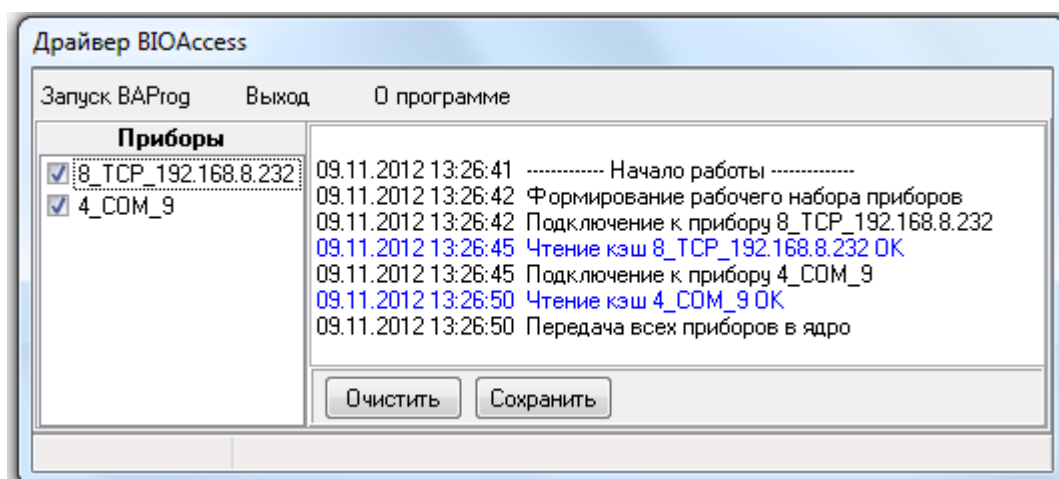 Драйвер BIOAccess
Запуск BAProg Выход О программе
Приборы
8_TCP_192.168.8.232
4_COM_9
09.11.2012 13:26:41 ------------ Начало работы -------------
09.11.2012 13:26:42 Формирование рабочего набора приборов
09.11.2012 13:26:42 Подключение к прибору 8_TCP_192.168.8.232
09.11.2012 13:26:45 Чтение кэш 8_TCP_192.168.8.232 OK
09.11.2012 13:26:45 Подключение к прибору 4_COM_9
09.11.2012 13:26:50 Чтение кэш 4_COM_9 OK
09.11.2012 13:26:50 Передача всех приборов в ядро
Очистить Сохранить